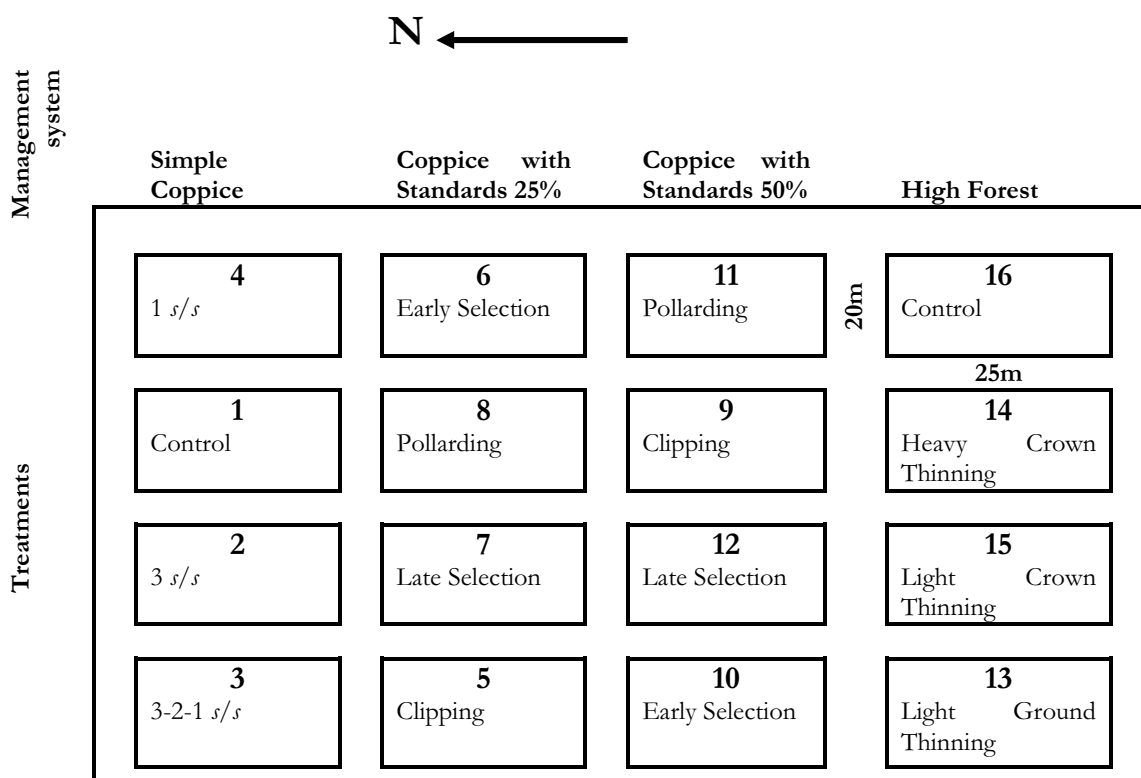 N
Management
system
Simple
Coppice
Coppice with
Standards 25%
Coppice with
Standards 50%
High Forest
Treatments
4
1 s/s
6
Early Selection
11
Pollarding
20m
16
Control
25m
1
Control
8
Pollarding
9
Clipping
14
Heavy Crown
Thinning
2
3 s/s
7
Late Selection
12
Late Selection
15
Light Crown
Thinning
3
3-2-1 s/s
5
Clipping
10
Early Selection
13
Light Ground
Thinning